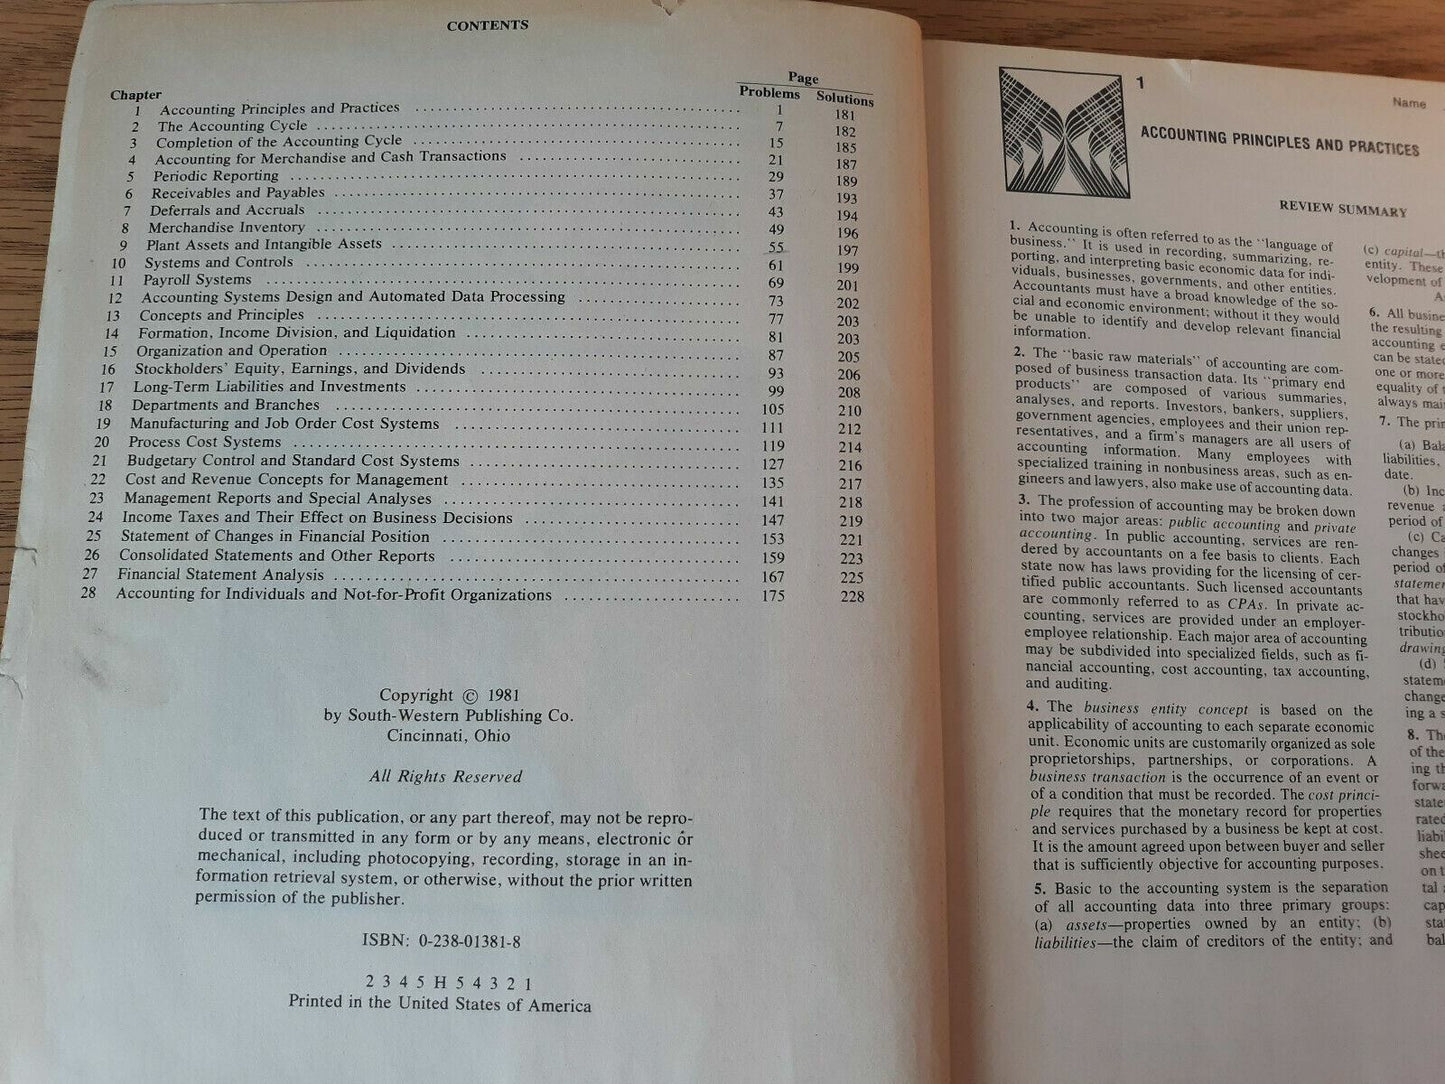 CONTENTS
Page
Chapter Problems Solutions
1 Accounting Principles and Practices 1 181
2 The Accounting Cycle 7 182
3 Completion of the Accounting Cycle 15 185
4 Accounting for Merchandise and Cash Transactions 21 187
5 Periodic Reporting 29 189
6 Receivables and Payables 37 193
7 Deferrals and Accruals 43 194
8 Merchandise Inventory 49 196
9 Plant Assets and Intangible Assets 55 197
10 Systems and Controls 61 199
11 Payroll Systems 69 201
12 Accounting Systems Design and Automated Data Processing 73 202
13 Concepts and Principles 77 203
14 Formation, Income Division, and Liquidation 81 203
15 Organization and Operation 87 205
16 Stockholders' Equity, Earnings, and Dividends 93 206
17 Long-Term Liabilities and Investments 99 208
18 Departments and Branches 105 210
19 Manufacturing and Job Order Cost Systems 111 212
20 Process Cost Systems 119 214
21 Budgetary Control and Standard Cost Systems 127 216
22 Cost and Revenue Concepts for Management 135 217
23 Management Reports and Special Analyses 141 218
24 Income Taxes and Their Effect on Business Decisions 147 219
25 Statement of Changes in Financial Position 153 221
26 Consolidated Statements and Other Reports 159 223
27 Financial Statement Analysis 167 225
28 Accounting for Individuals and Not-for-Profit Organizations 175 228
Copyright © 1981
by South-Western Publishing Co.
Cincinnati, Ohio
All Rights Reserved
The text of this publication, or any part thereof, may not be repro-
duced or transmitted in any form or by any means, electronic or
mechanical, including photocopying, recording, storage in an in-
formation retrieval system, or otherwise, without the prior written
permission of the publisher.
ISBN: 0-238-01381-8
2 3 4 5 H 5 4 3 2 1
Printed in the United States of America
1
Name
ACCOUNTING PRINCIPLES AND PRACTICES
REVIEW SUMMARY
1. Accounting is often referred to as the "language of
business." It is used in recording, summarizing, re-
porting, and interpreting basic economic data for indi-
viduals, businesses, governments, and other entities.
Accountants must have a broad knowledge of the so-
cial and economic environment; without it they would
be unable to identify and develop relevant financial
information.
2. The "basic raw materials" of accounting are com-
posed of business transaction data. Its "primary end
products" are composed of various summaries,
analyses, and reports. Investors, bankers, suppliers,
government agencies, employees and their union rep-
resentatives, and a firm's managers are all users of
accounting information. Many employees with
specialized training in nonbusiness areas, such as en-
gineers and lawyers, also make use of accounting data.
3. The profession of accounting may be broken down
into two major areas: public accounting and private
accounting. In public accounting, services are ren-
dered by accountants on a fee basis to clients. Each
state now has laws providing for the licensing of cer-
tified public accountants. Such licensed accountants
are commonly referred to as CPAs. In private ac-
counting, services are provided under an employer-
employee relationship. Each major area of accounting
may be subdivided into specialized fields, such as fi-
nancial accounting, cost accounting, tax accounting,
and auditing.
4. The business entity concept is based on the
applicability of accounting to each separate economic
unit. Economic units are customarily organized as sole
proprietorships, partnerships, or corporations. A
business transaction is the occurrence of an event or
of a condition that must be recorded. The cost princi-
ple requires that the monetary record for properties
and services purchased by a business be kept at cost.
It is the amount agreed upon between buyer and seller
that is sufficiently objective for accounting purposes.
5. Basic to the accounting system is the separation
of all accounting data into three primary groups:
(a) assets—properties owned by an entity; (b)
liabilities—the claim of creditors of the entity; and
(c) capital—th
entity. These
velopment of
A
6. All busine
the resulting
accounting e
can be stated
one or more
equality of t
always mai
7. The prin
(a) Bala
liabilities,
date.
(b) Inc
revenue a
period of
(c) Ca
changes
period of
statemen
that hav
stockho
tributio
drawing
(d)
stateme
change
ing a s
8. The
of the
ing th
forwa
state
rated
liabil
shee
on t
tal
cap
sta
bal